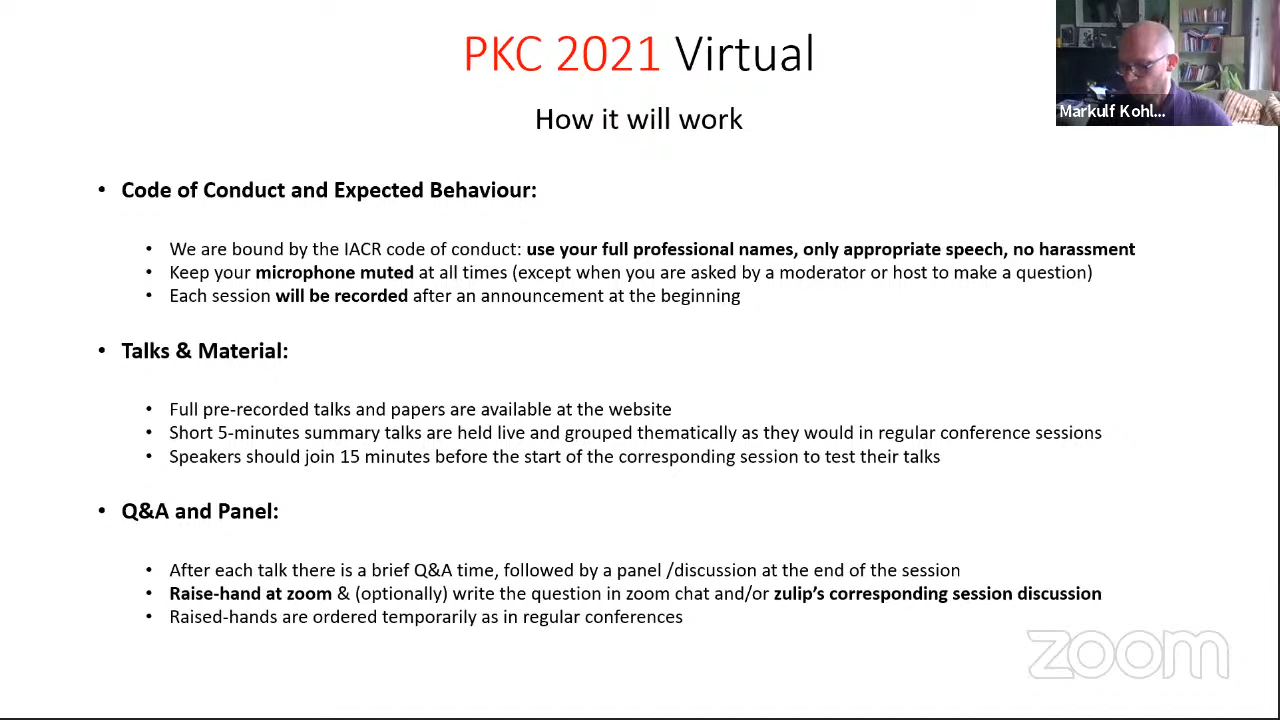 PKC 2021 Virtual
How it will work
Markulf Kohl...
• Code of Conduct and Expected Behaviour:
• We are bound by the IACR code of conduct: use your full professional names, only appropriate speech, no harassment
• Keep your microphone muted at all times (except when you are asked by a moderator or host to make a question)
• Each session will be recorded after an announcement at the beginning
• Talks & Material:
• Full pre-recorded talks and papers are available at the website
• Short 5-minutes summary talks are held live and grouped thematically as they would in regular conference sessions
• Speakers should join 15 minutes before the start of the corresponding session to test their talks
• Q&A and Panel:
• After each talk there is a brief Q&A time, followed by a panel /discussion at the end of the session
• Raise-hand at zoom & (optionally) write the question in zoom chat and/or zulip's corresponding session discussion
• Raised-hands are ordered temporarily as in regular conferences
zoom